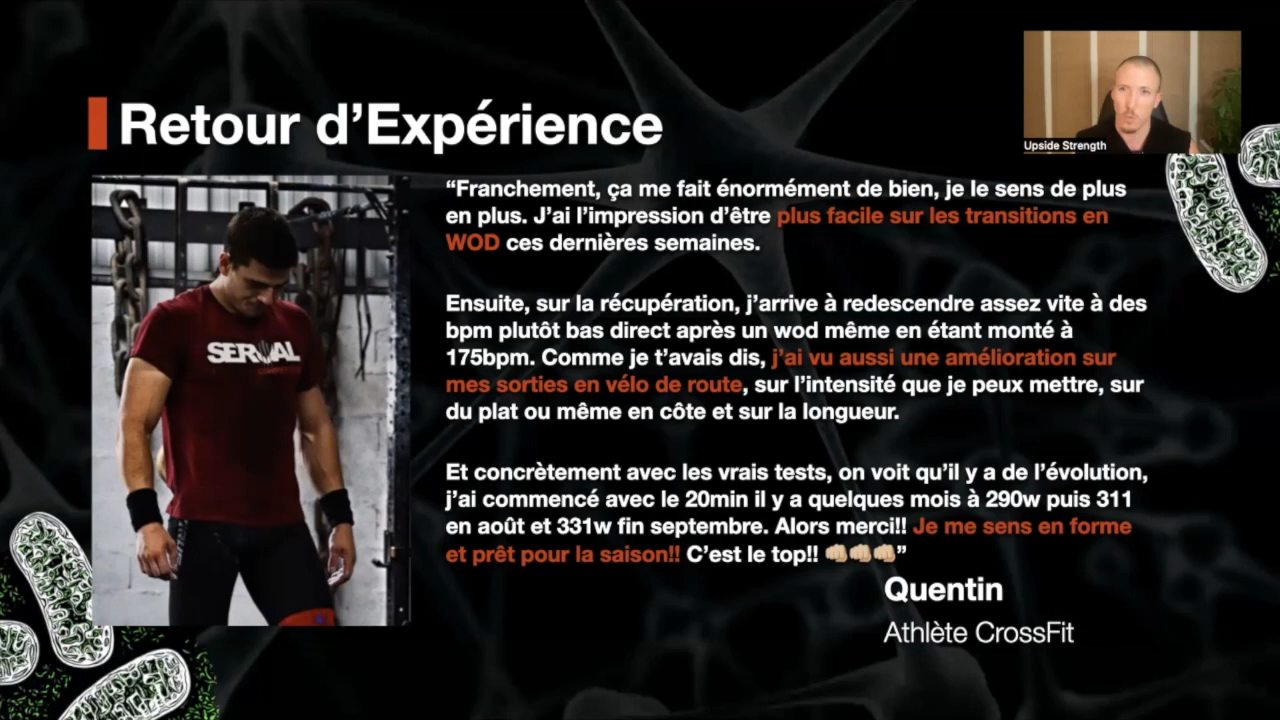 Retour d’Expérience
Upside Strength
“Franchement, ça me fait énormément de bien, je le sens de plus
en plus. J’ai l’impression d’être plus facile sur les transitions en
WOD ces dernières semaines.
Ensuite, sur la récupération, j’arrive à redescendre assez vite à des
bpm plutôt bas direct après un wod même en étant monté à
175bpm. Comme je t’avais dis, j’ai vu aussi une amélioration sur
mes sorties en vélo de route, sur l’intensité que je peux mettre, sur
du plat ou même en côte et sur la longueur.
Et concrètement avec les vrais tests, on voit qu’il y a de l’évolution,
j’ai commencé avec le 20min il y a quelques mois à 290w puis 311
en août et 331w fin septembre. Alors merci!! Je me sens en forme
et prêt pour la saison!! C’est le top!! 👊🏼👊🏼👊🏼”
Quentin
Athlète CrossFit